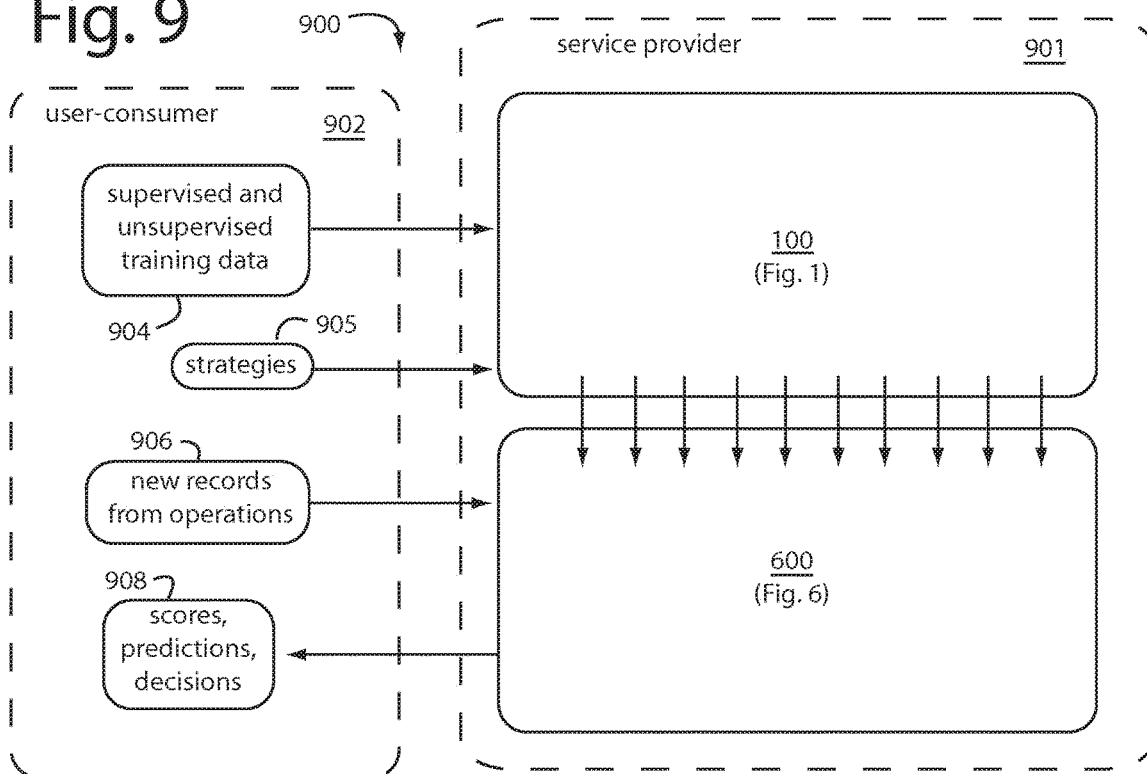 Fig. 9
900
service provider
901
user-consumer
902
supervised and
unsupervised
training data
904
905
strategies
100
(Fig. 1)
906
new records
from operations
908
scores,
predictions,
decisions
600
(Fig. 6)